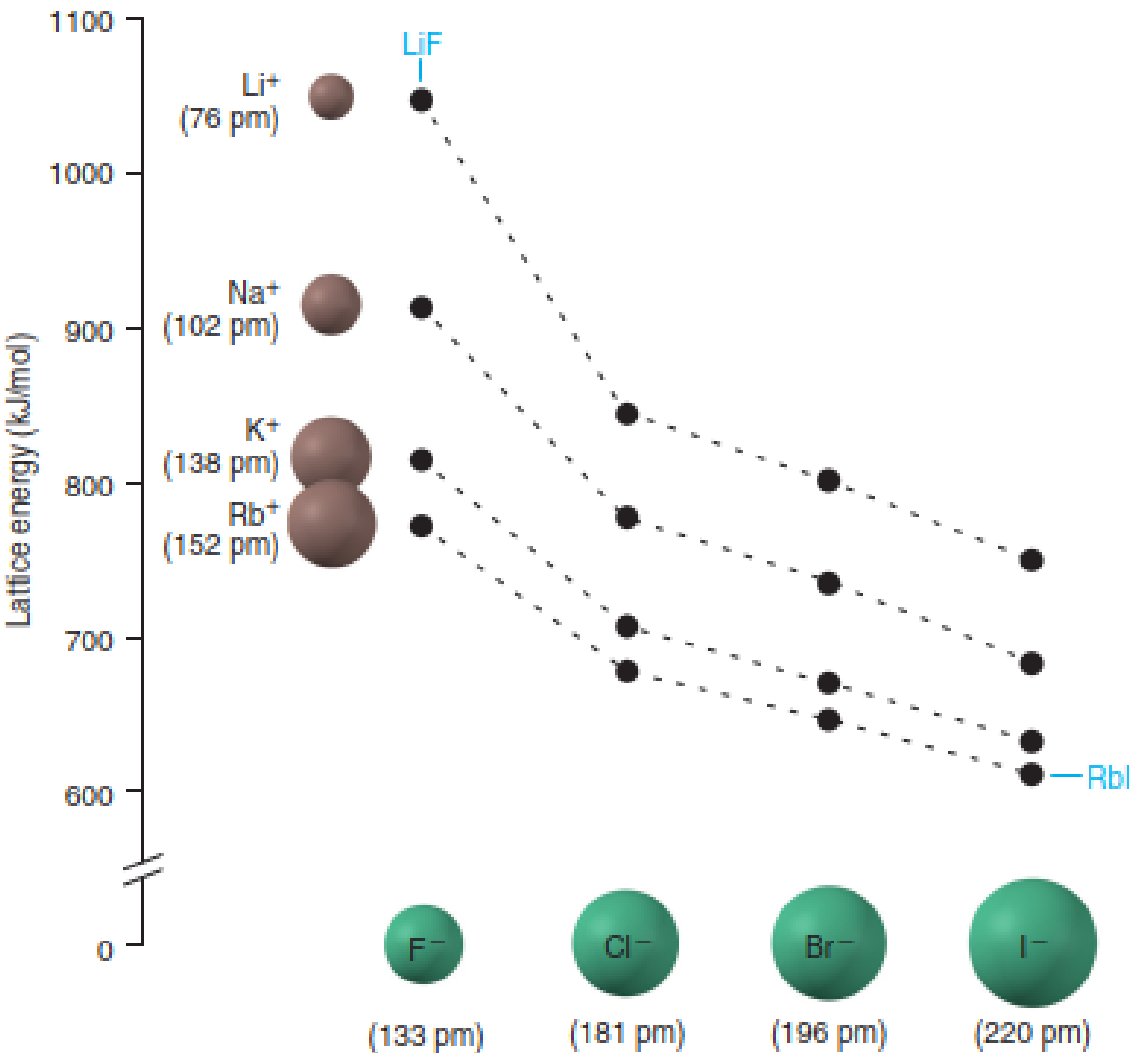 1100
LiF
Li⁺
(76 pm)
1000
Na⁺
(102 pm)
900
Lattice energy (kJ/mol)
K⁺
(138 pm)
800
Rb⁺
(152 pm)
700
600
RbI
0
F⁻
Cl⁻
Br⁻
I⁻
(133 pm)
(181 pm)
(196 pm)
(220 pm)